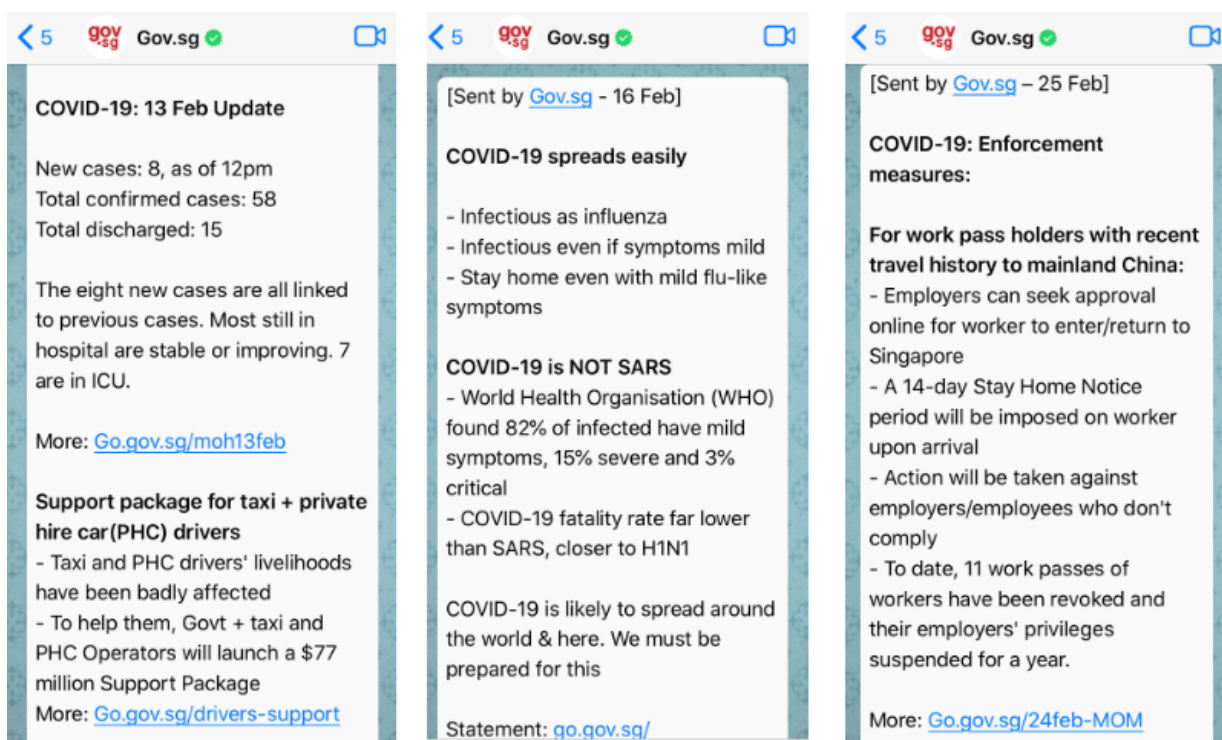 5 gov.sg Gov.sg
COVID-19: 13 Feb Update
New cases: 8, as of 12pm
Total confirmed cases: 58
Total discharged: 15
The eight new cases are all linked
to previous cases. Most still in
hospital are stable or improving. 7
are in ICU.
More: Go.gov.sg/moh13feb
Support package for taxi + private
hire car(PHC) drivers
- Taxi and PHC drivers' livelihoods
have been badly affected
- To help them, Govt + taxi and
PHC Operators will launch a $77
million Support Package
More: Go.gov.sg/drivers-support
5 gov.sg Gov.sg
[Sent by Gov.sg - 16 Feb]
COVID-19 spreads easily
- Infectious as influenza
- Infectious even if symptoms mild
- Stay home even with mild flu-like
symptoms
COVID-19 is NOT SARS
- World Health Organisation (WHO)
found 82% of infected have mild
symptoms, 15% severe and 3%
critical
- COVID-19 fatality rate far lower
than SARS, closer to H1N1
COVID-19 is likely to spread around
the world & here. We must be
prepared for this
Statement: go.gov.sg/
5 gov.sg Gov.sg
[Sent by Gov.sg – 25 Feb]
COVID-19: Enforcement
measures:
For work pass holders with recent
travel history to mainland China:
- Employers can seek approval
online for worker to enter/return to
Singapore
- A 14-day Stay Home Notice
period will be imposed on worker
upon arrival
- Action will be taken against
employers/employees who don't
comply
- To date, 11 work passes of
workers have been revoked and
their employers' privileges
suspended for a year.
More: Go.gov.sg/24feb-MOM